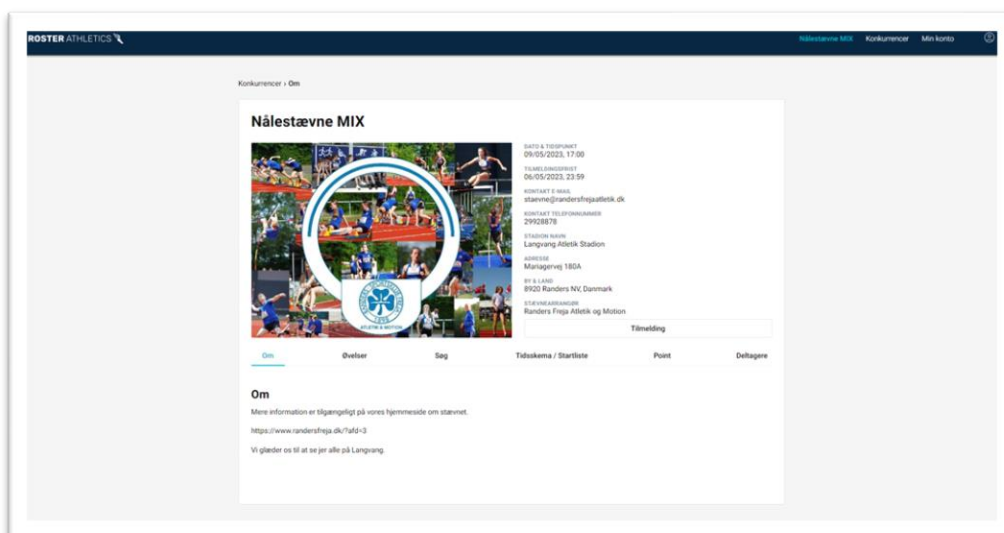 ROSTER ATHLETICS
Nålestævne MIX Konkurrencer Min konto
Konkurrencer › Om
Nålestævne MIX
DATO & TIDSPUNKT
09/05/2023, 17:00
TILMELDINGSFRIST
06/05/2023, 23:59
KONTAKT E-MAIL
staevne@randersfrejaatletik.dk
KONTAKT TELEFONNUMMER
29928878
STADION NAVN
Langvang Atletik Stadion
ADRESSE
Mariagervej 180A
BY & LAND
8920 Randers NV, Danmark
STÆVNEARRANGØR
Randers Freja Atletik og Motion
Tilmelding
ATLETIK & MOTION
Om Øvelser Søg Tidsskema / Startliste Point Deltagere
Om
Mere information er tilgængeligt på vores hjemmeside om stævnet.
https://www.randersfreja.dk/?afd=3
Vi glæder os til at se jer alle på Langvang.